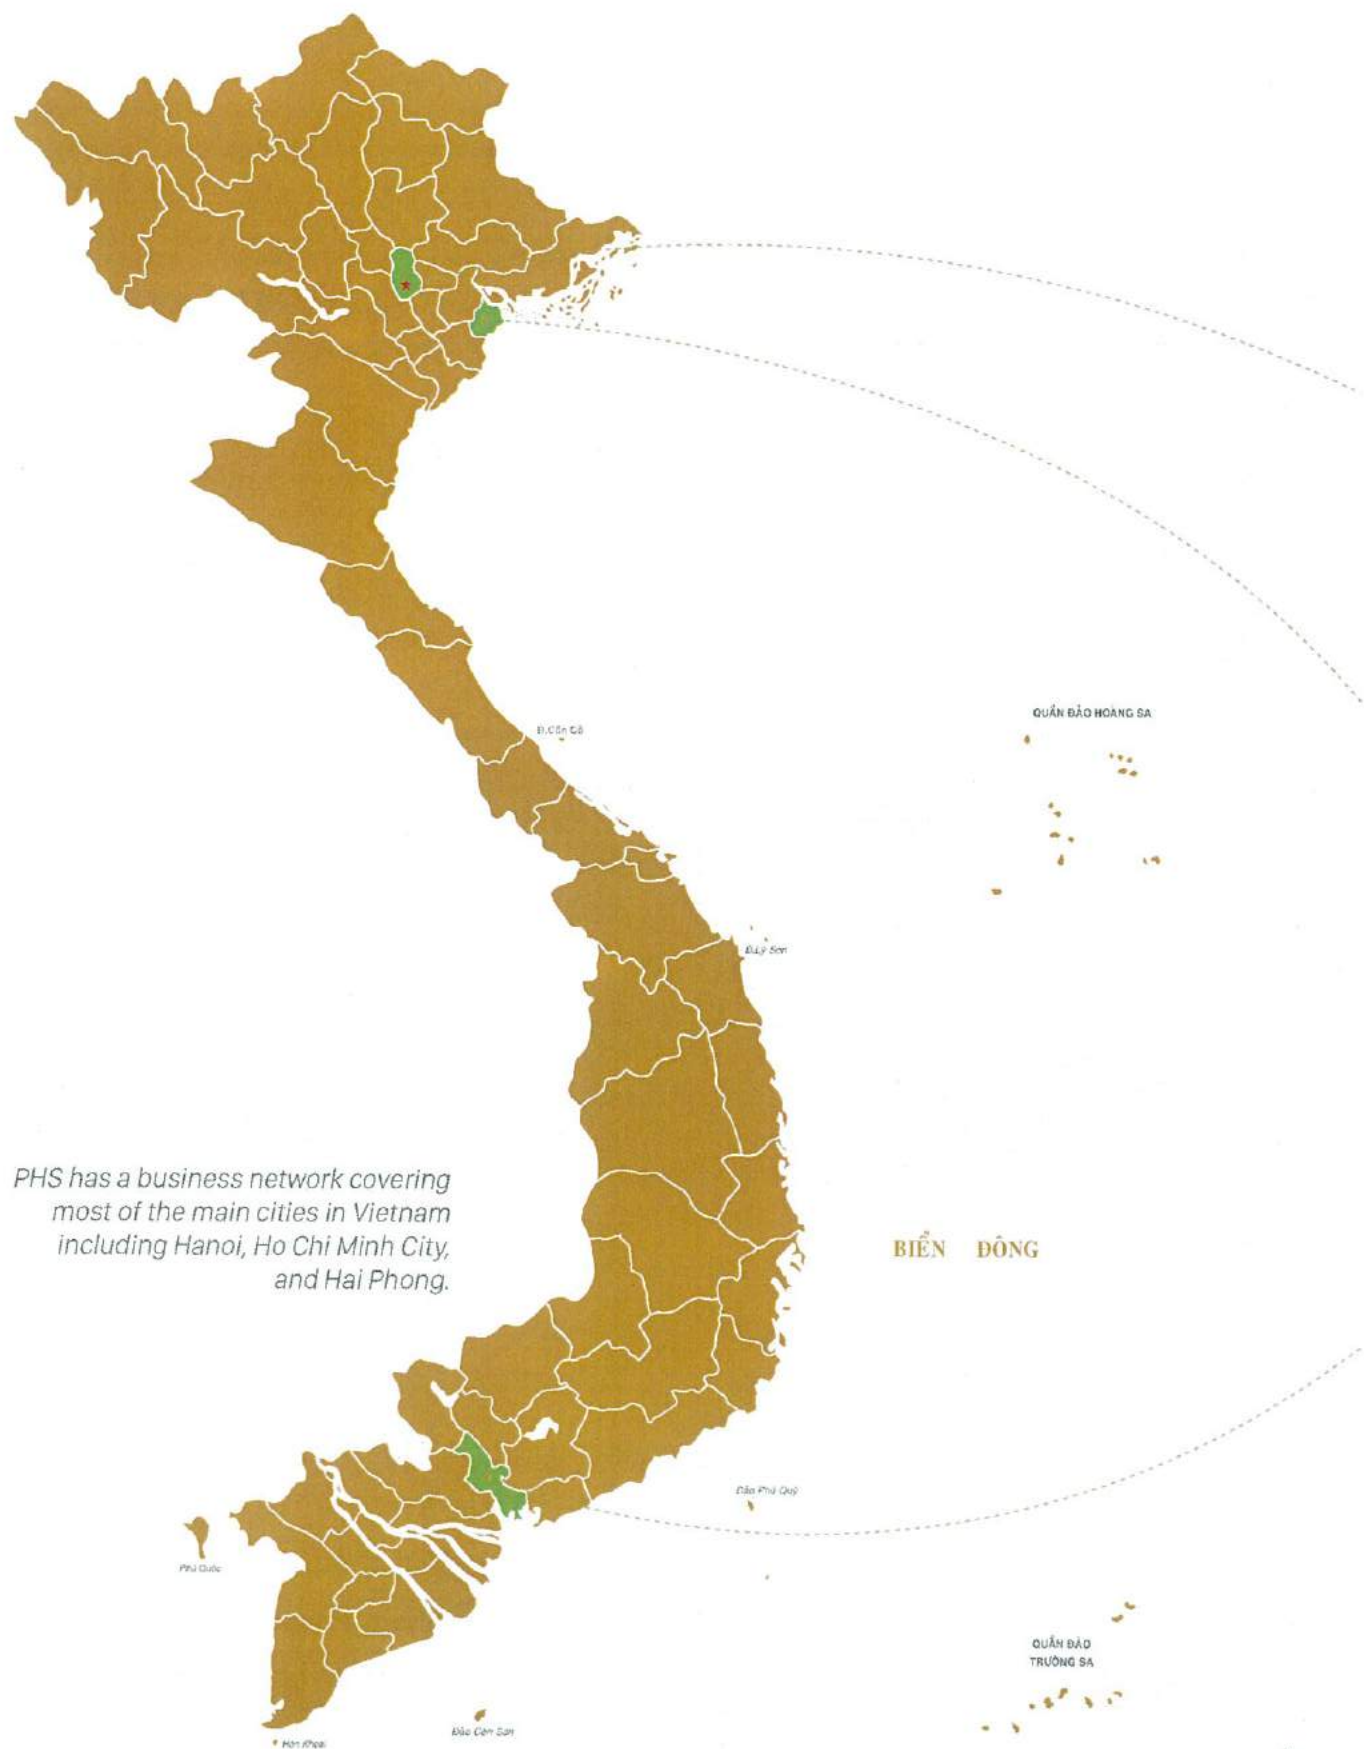 Đ.Cồn Cỏ
QUẦN ĐẢO HOÀNG SA
Đ.Lý Sơn
PHS has a business network covering
most of the main cities in Vietnam
including Hanoi, Ho Chi Minh City,
and Hai Phong.
BIỂN ĐÔNG
Đảo Phú Quý
Phú Quốc
QUẦN ĐẢO
TRƯỜNG SA
Đảo Côn Sơn
Hòn Khoai